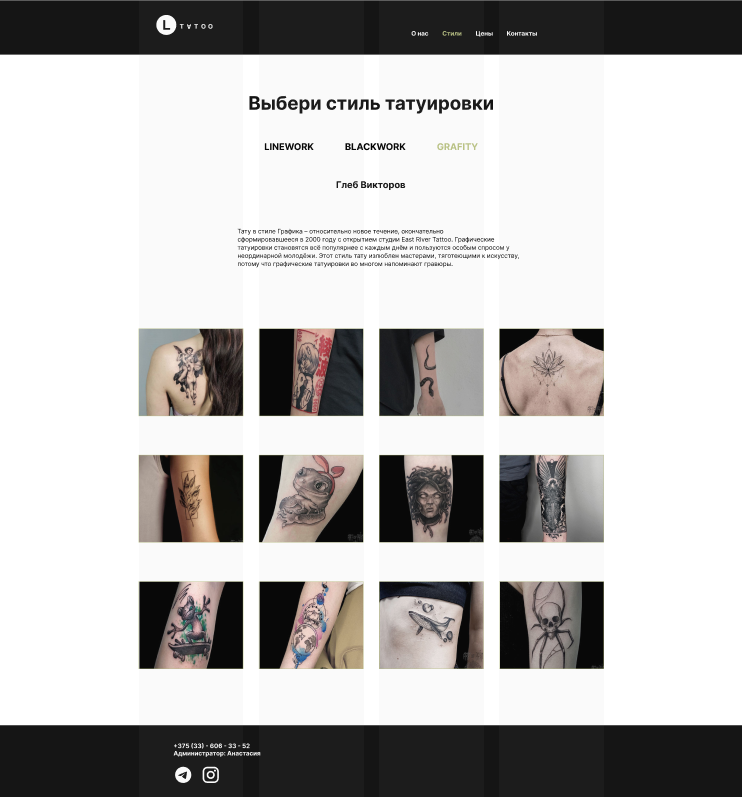 L TATOO
О нас Стили Цены Контакты
Выбери стиль татуировки
LINEWORK BLACKWORK GRAFITY
Глеб Викторов
Тату в стиле Графика – относительно новое течение, окончательно
сформировавшееся в 2000 году с открытием студии East River Tattoo. Графические
татуировки становятся всё популярнее с каждым днём и пользуются особым спросом у
неординарной молодёжи. Этот стиль тату излюблен мастерами, тяготеющими к искусству,
потому что графические татуировки во многом напоминают гравюры.
+375 (33) - 606 - 33 - 52
Администратор: Анастасия